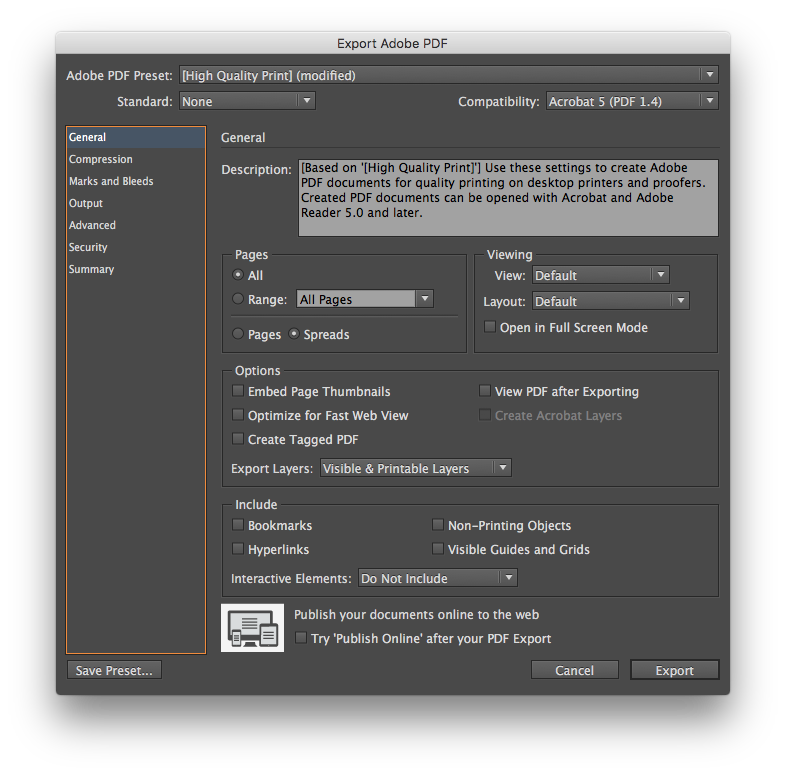 Export Adobe PDF
Adobe PDF Preset: [High Quality Print] (modified)
Standard: None Compatibility: Acrobat 5 (PDF 1.4)
General
Compression
Marks and Bleeds
Output
Advanced
Security
Summary
General
Description: [Based on '[High Quality Print]'] Use these settings to create Adobe
PDF documents for quality printing on desktop printers and proofers.
Created PDF documents can be opened with Acrobat and Adobe
Reader 5.0 and later.
Pages
All
Range: All Pages
Pages Spreads
Viewing
View: Default
Layout: Default
Open in Full Screen Mode
Options
Embed Page Thumbnails View PDF after Exporting
Optimize for Fast Web View Create Acrobat Layers
Create Tagged PDF
Export Layers: Visible & Printable Layers
Include
Bookmarks Non-Printing Objects
Hyperlinks Visible Guides and Grids
Interactive Elements: Do Not Include
Publish your documents online to the web
Try 'Publish Online' after your PDF Export
Save Preset... Cancel Export